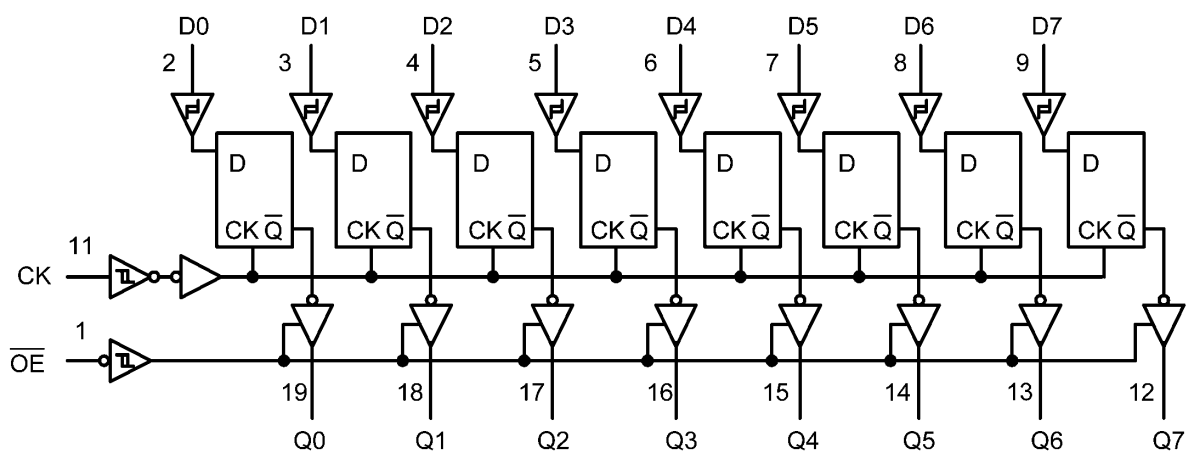 D0 D1 D2 D3 D4 D5 D6 D7
2 3 4 5 6 7 8 9
D D D D D D D D
CK Q̅ CK Q̅ CK Q̅ CK Q̅ CK Q̅ CK Q̅ CK Q̅ CK Q̅
11
CK
1
O̅E̅
19 18 17 16 15 14 13 12
Q0 Q1 Q2 Q3 Q4 Q5 Q6 Q7